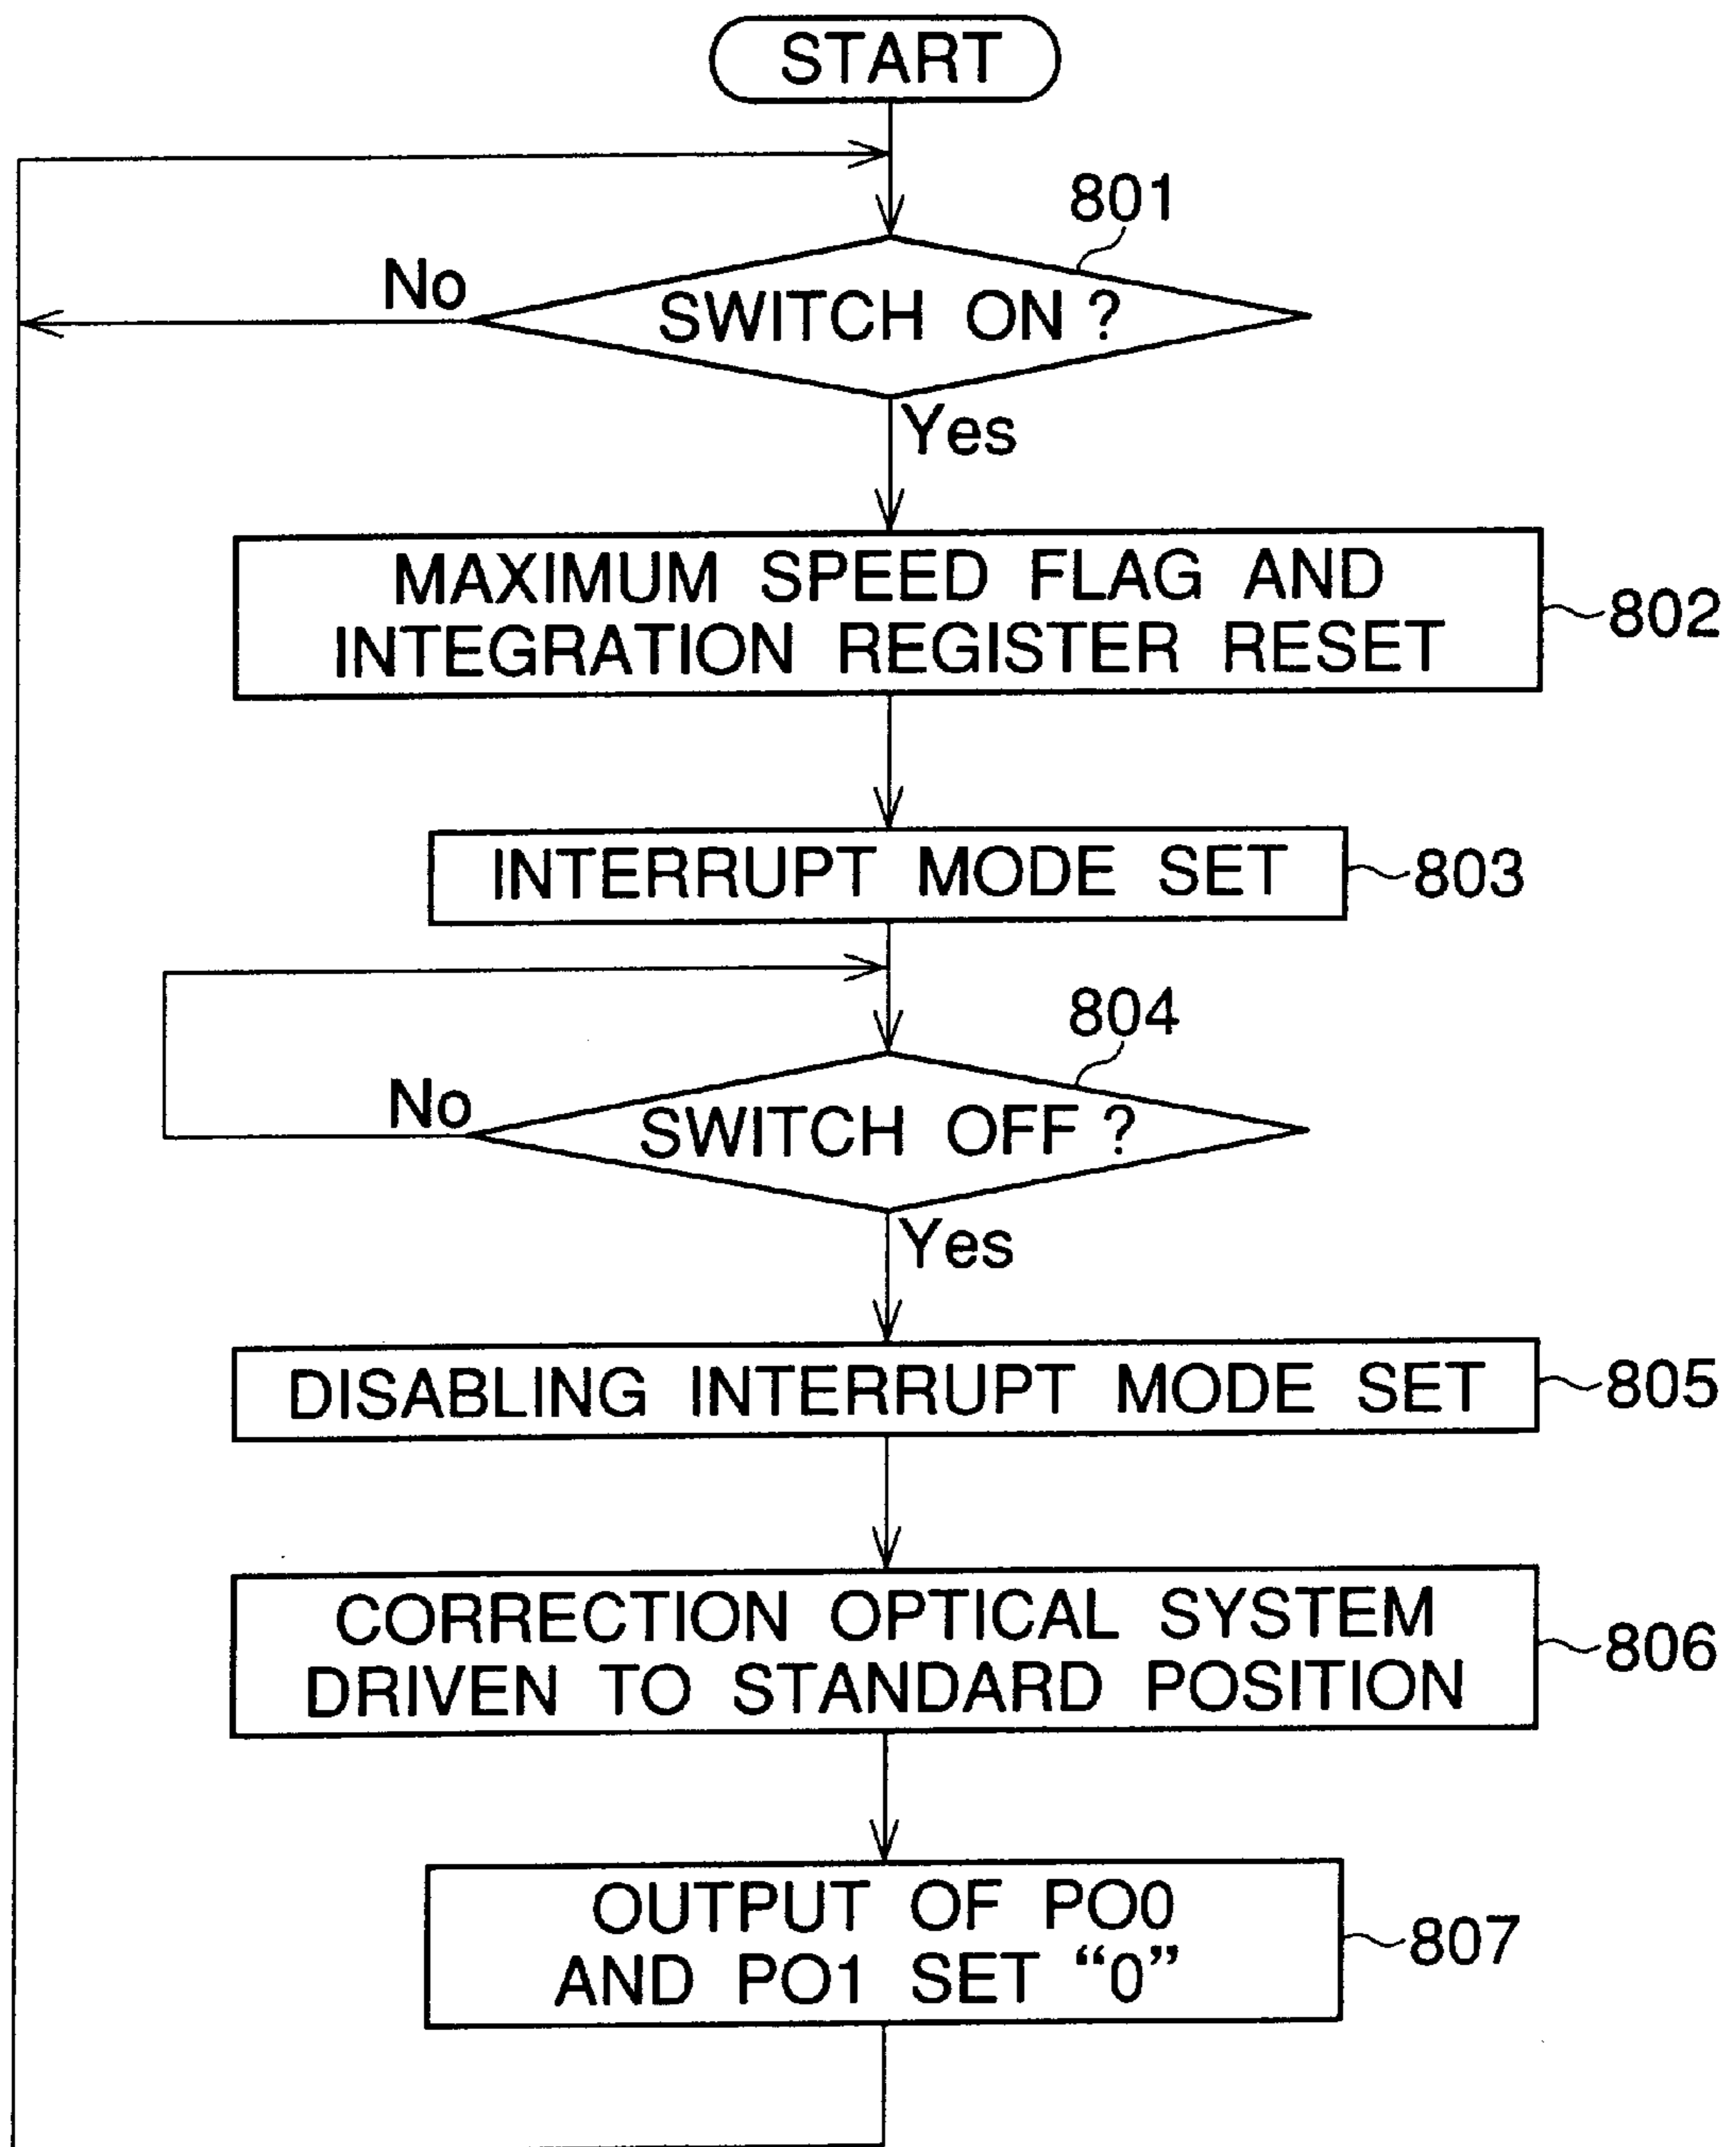 START
801
No
SWITCH ON ?
Yes
MAXIMUM SPEED FLAG AND
INTEGRATION REGISTER RESET
802
INTERRUPT MODE SET
803
804
No
SWITCH OFF ?
Yes
DISABLING INTERRUPT MODE SET
805
CORRECTION OPTICAL SYSTEM
DRIVEN TO STANDARD POSITION
806
OUTPUT OF PO0
AND PO1 SET “0”
807